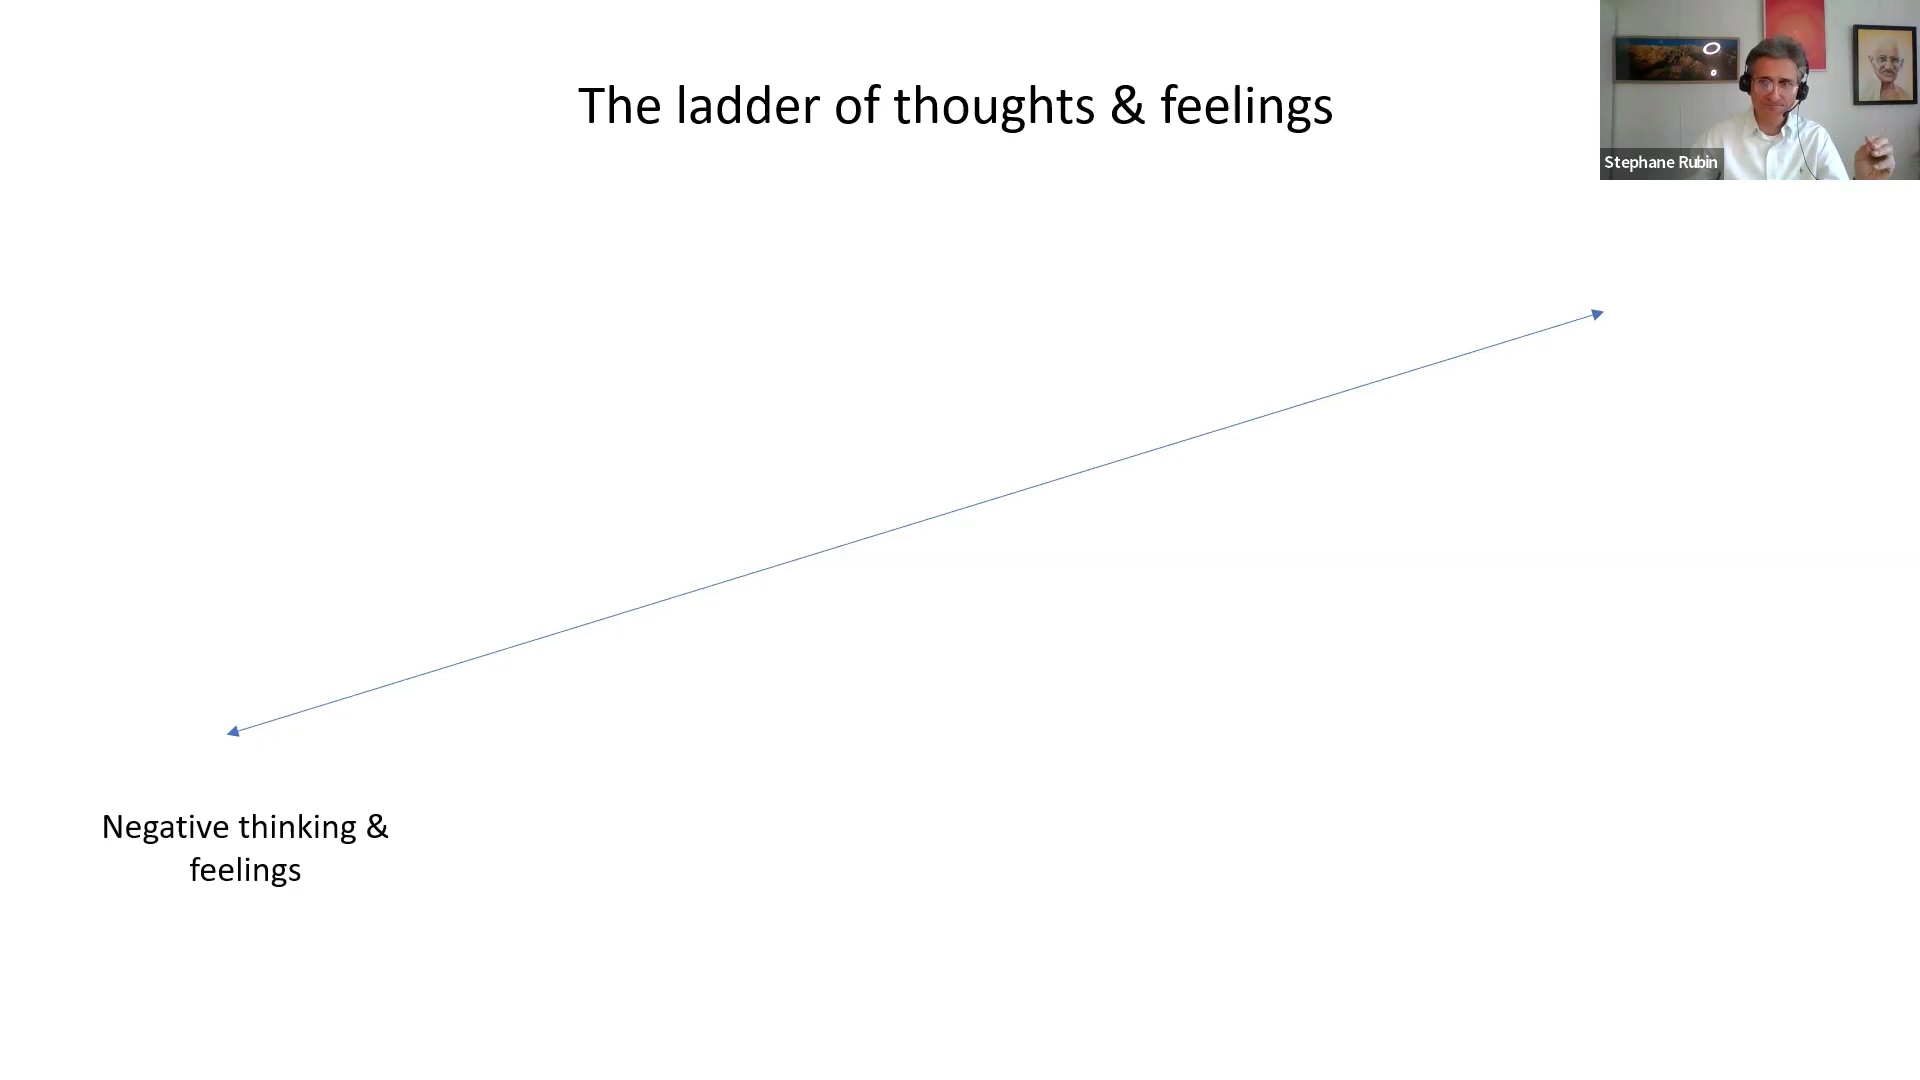 The ladder of thoughts & feelings
Stephane Rubin
Negative thinking &
feelings